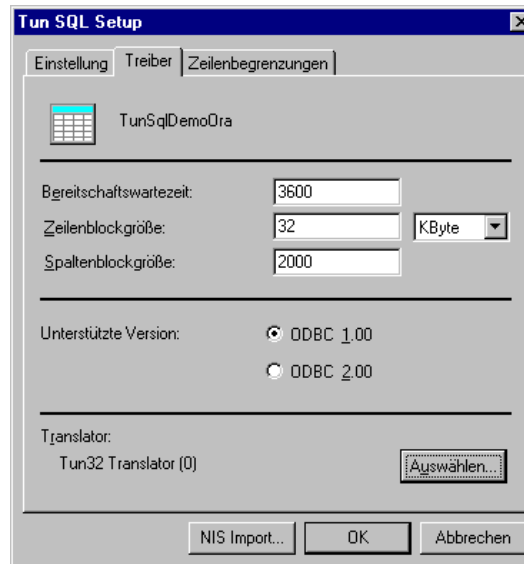 Tun SQL Setup
Einstellung Treiber Zeilenbegrenzungen
TunSqlDemoOra
Bereitschaftswartezeit: 3600
Zeilenblockgröße: 32 KByte
Spaltenblockgröße: 2000
Unterstützte Version: ODBC 1.00
ODBC 2.00
Translator:
Tun32 Translator (0)
Auswählen...
NIS Import... OK Abbrechen